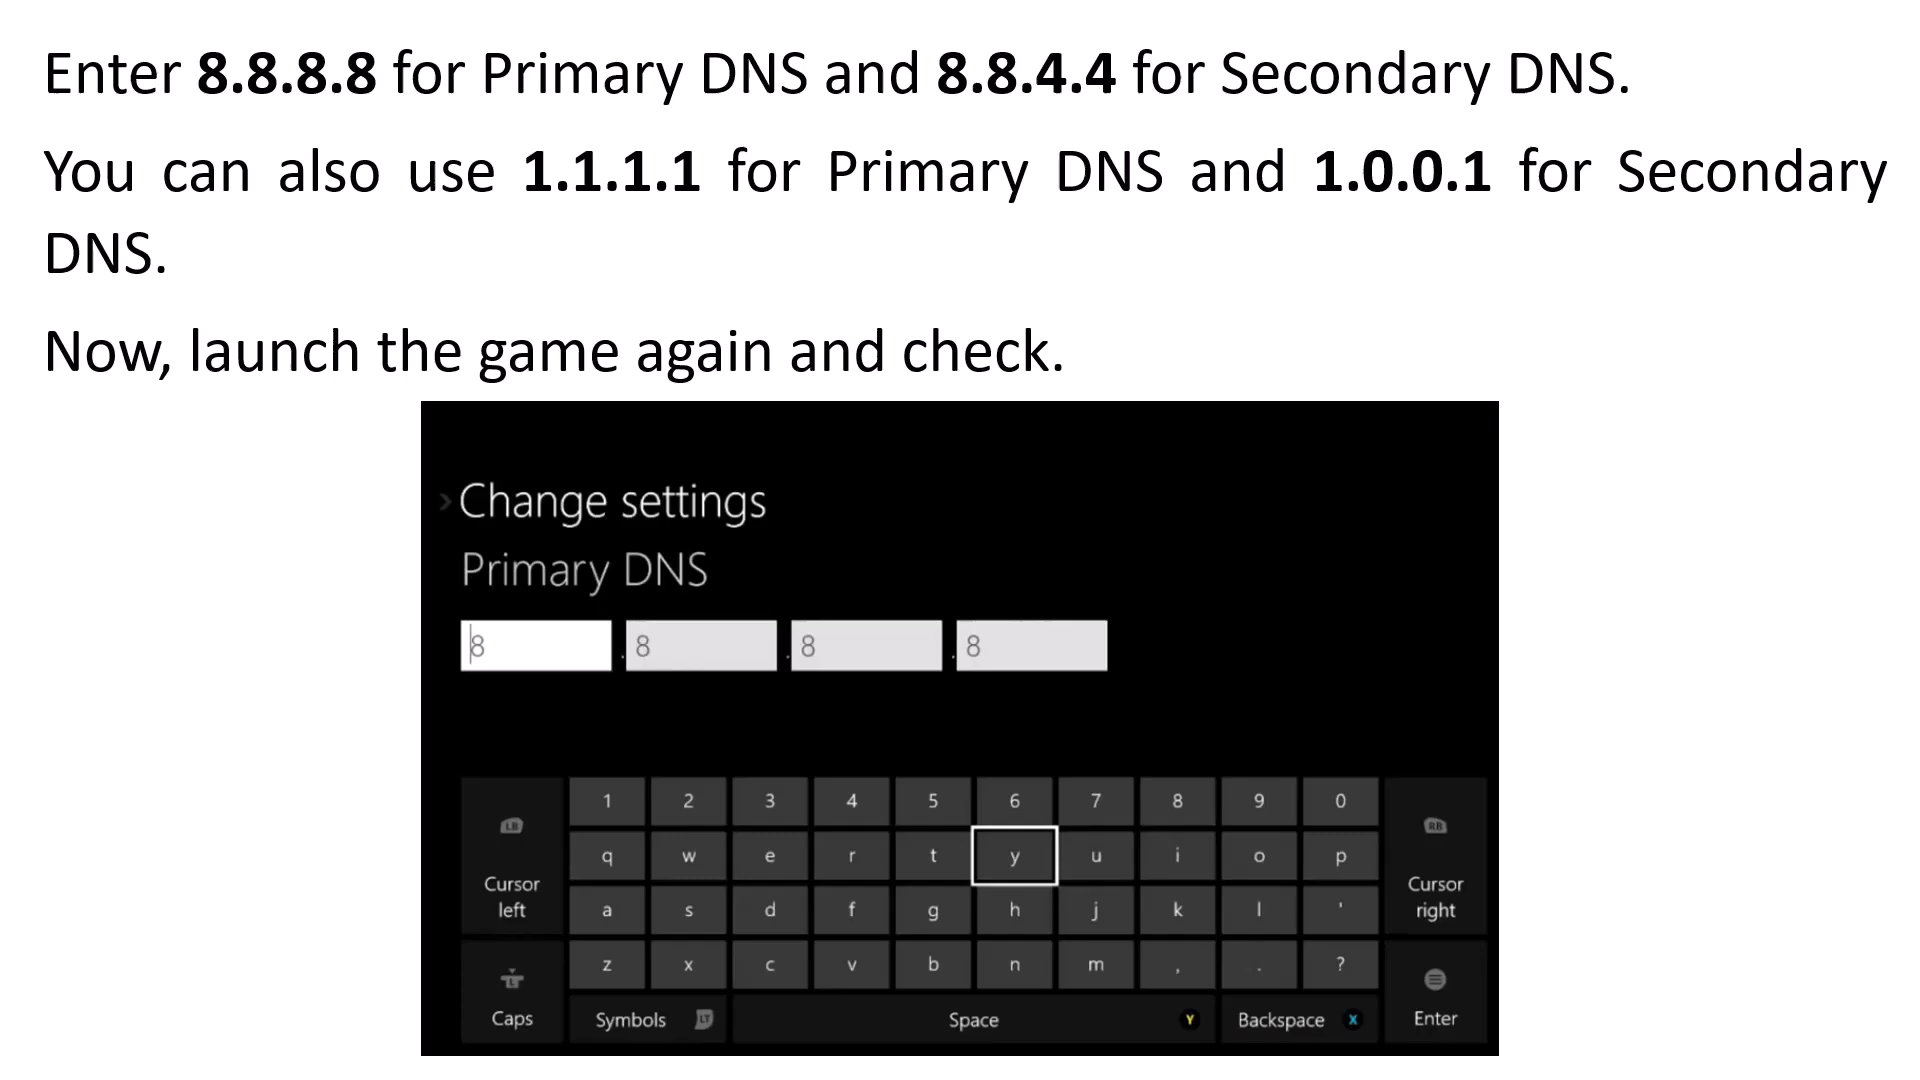 Enter 8.8.8.8 for Primary DNS and 8.8.4.4 for Secondary DNS.
You can also use 1.1.1.1 for Primary DNS and 1.0.0.1 for Secondary
DNS.
Now, launch the game again and check.
> Change settings
Primary DNS
8 . 8 . 8 . 8
1 2 3 4 5 6 7 8 9 0
LB RB
q w e r t y u i o p
Cursor left
Cursor right
a s d f g h j k l '
z x c v b n m , . ?
L
Caps
Symbols LT
Space Y
Backspace X
Enter